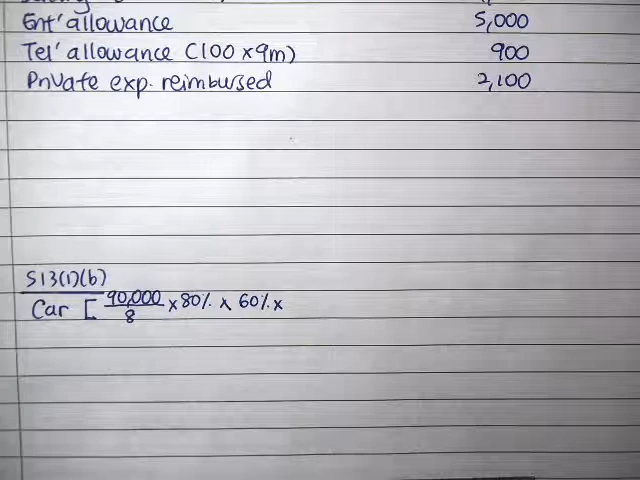 Ent' allowance 5,000
Tel' allowance (100 x 9m) 900
Private exp. reimbursed 2,100
S13(1)(b)
Car [ 90,000/8 x 80% x 60% x